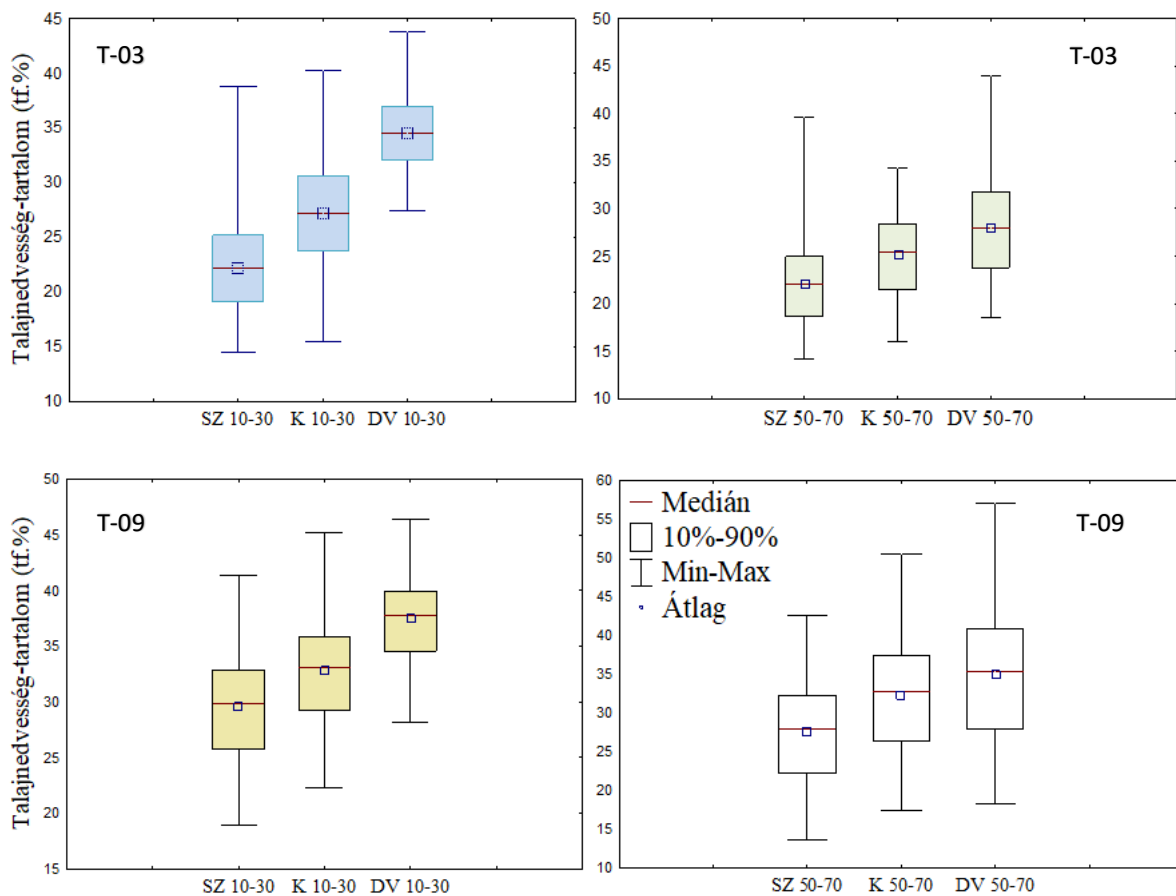 T-03
Talajnedvesség-tartalom (tf.%)
45
40
35
30
25
20
15
10
SZ 10-30 K 10-30 DV 10-30
T-03
50
45
40
35
30
25
20
15
10
SZ 50-70 K 50-70 DV 50-70
T-09
Talajnedvesség-tartalom (tf.%)
50
45
40
35
30
25
20
15
SZ 10-30 K 10-30 DV 10-30
T-09
60
55
50
45
40
35
30
25
20
15
10
Medián
10%-90%
Min-Max
Átlag
SZ 50-70 K 50-70 DV 50-70